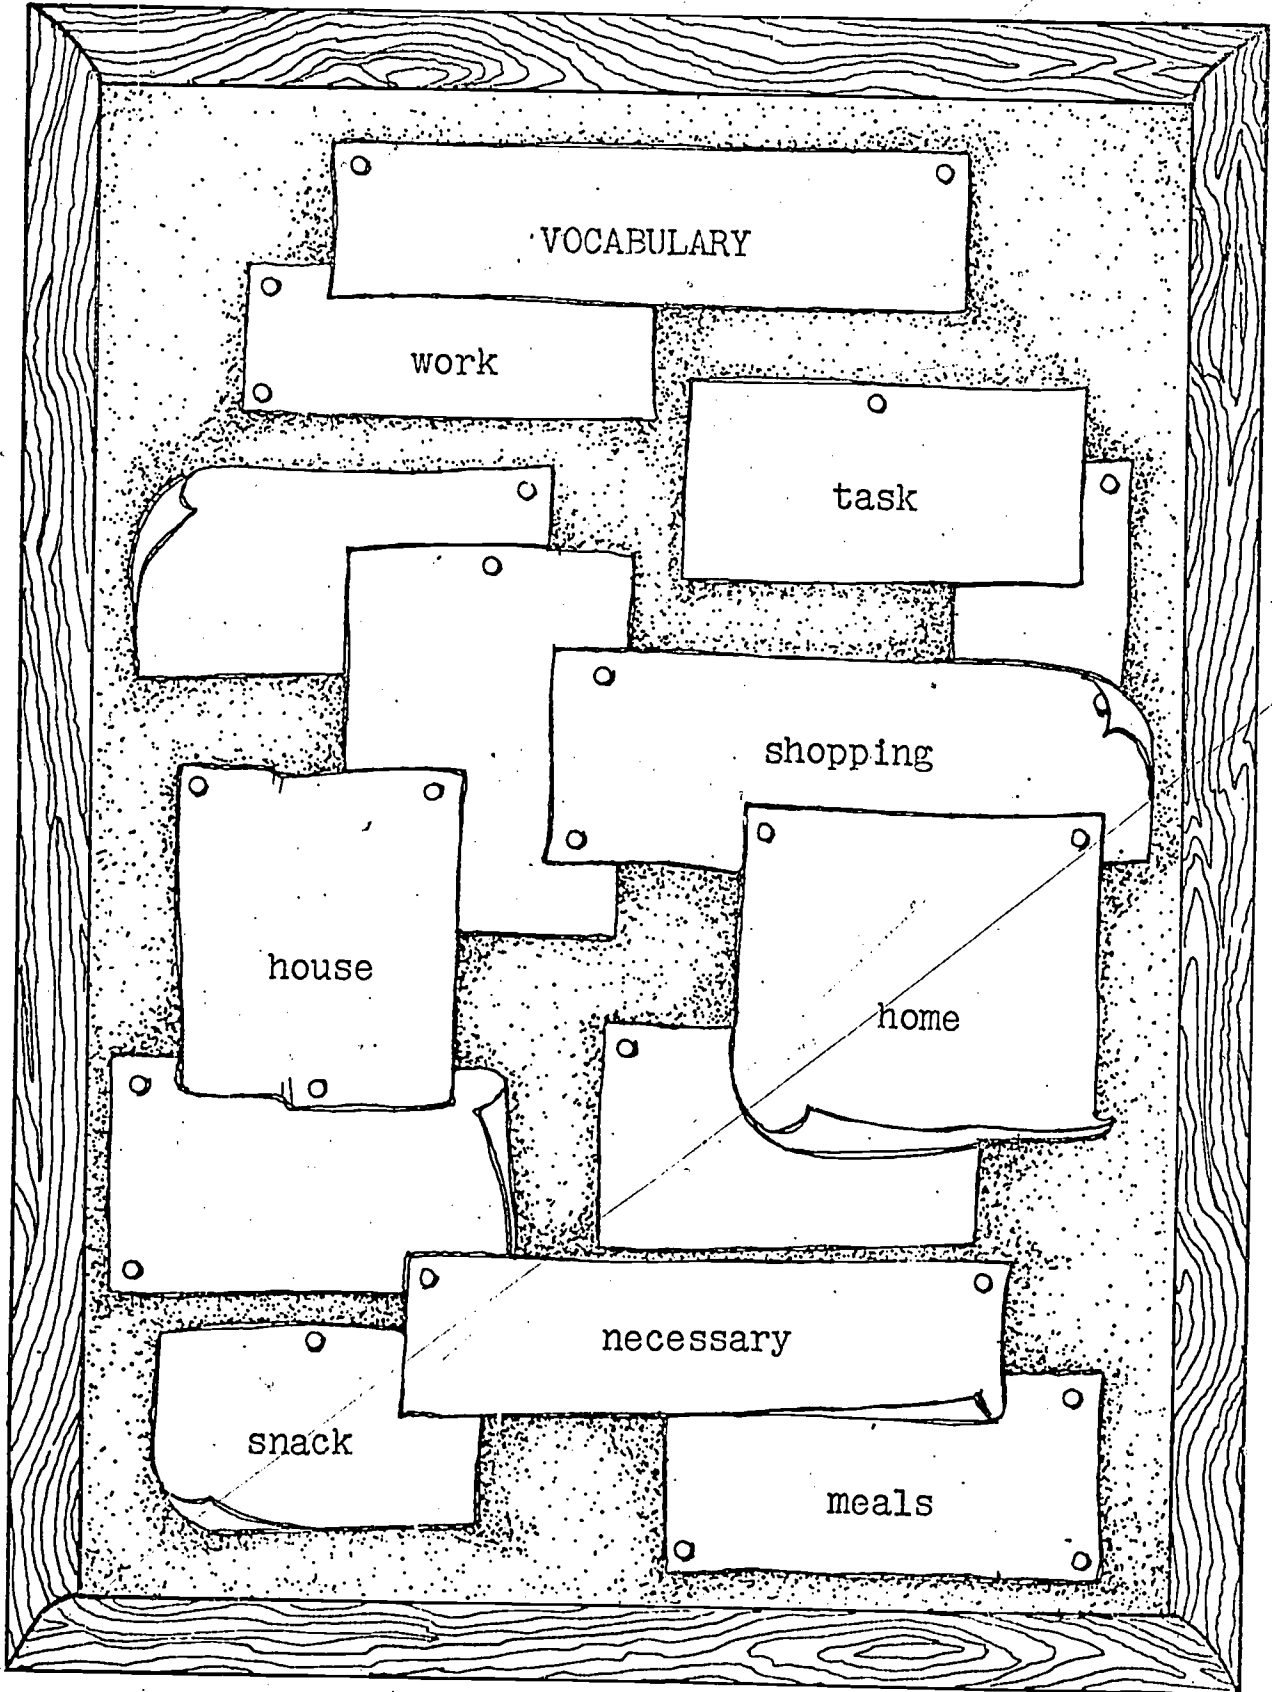 VOCABULARY
work
task
shopping
house
home
necessary
snack
meals